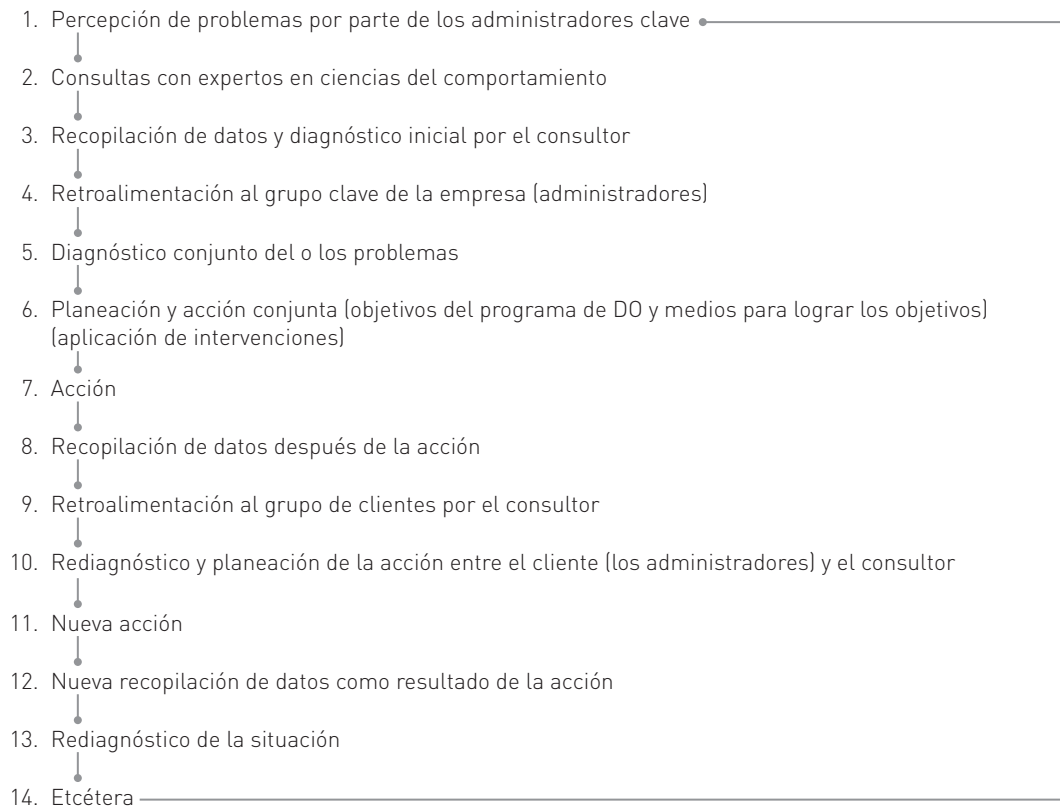 1. Percepción de problemas por parte de los administradores clave
2. Consultas con expertos en ciencias del comportamiento
3. Recopilación de datos y diagnóstico inicial por el consultor
4. Retroalimentación al grupo clave de la empresa (administradores)
5. Diagnóstico conjunto del o los problemas
6. Planeación y acción conjunta (objetivos del programa de DO y medios para lograr los objetivos)
(aplicación de intervenciones)
7. Acción
8. Recopilación de datos después de la acción
9. Retroalimentación al grupo de clientes por el consultor
10. Rediagnóstico y planeación de la acción entre el cliente (los administradores) y el consultor
11. Nueva acción
12. Nueva recopilación de datos como resultado de la acción
13. Rediagnóstico de la situación
14. Etcétera